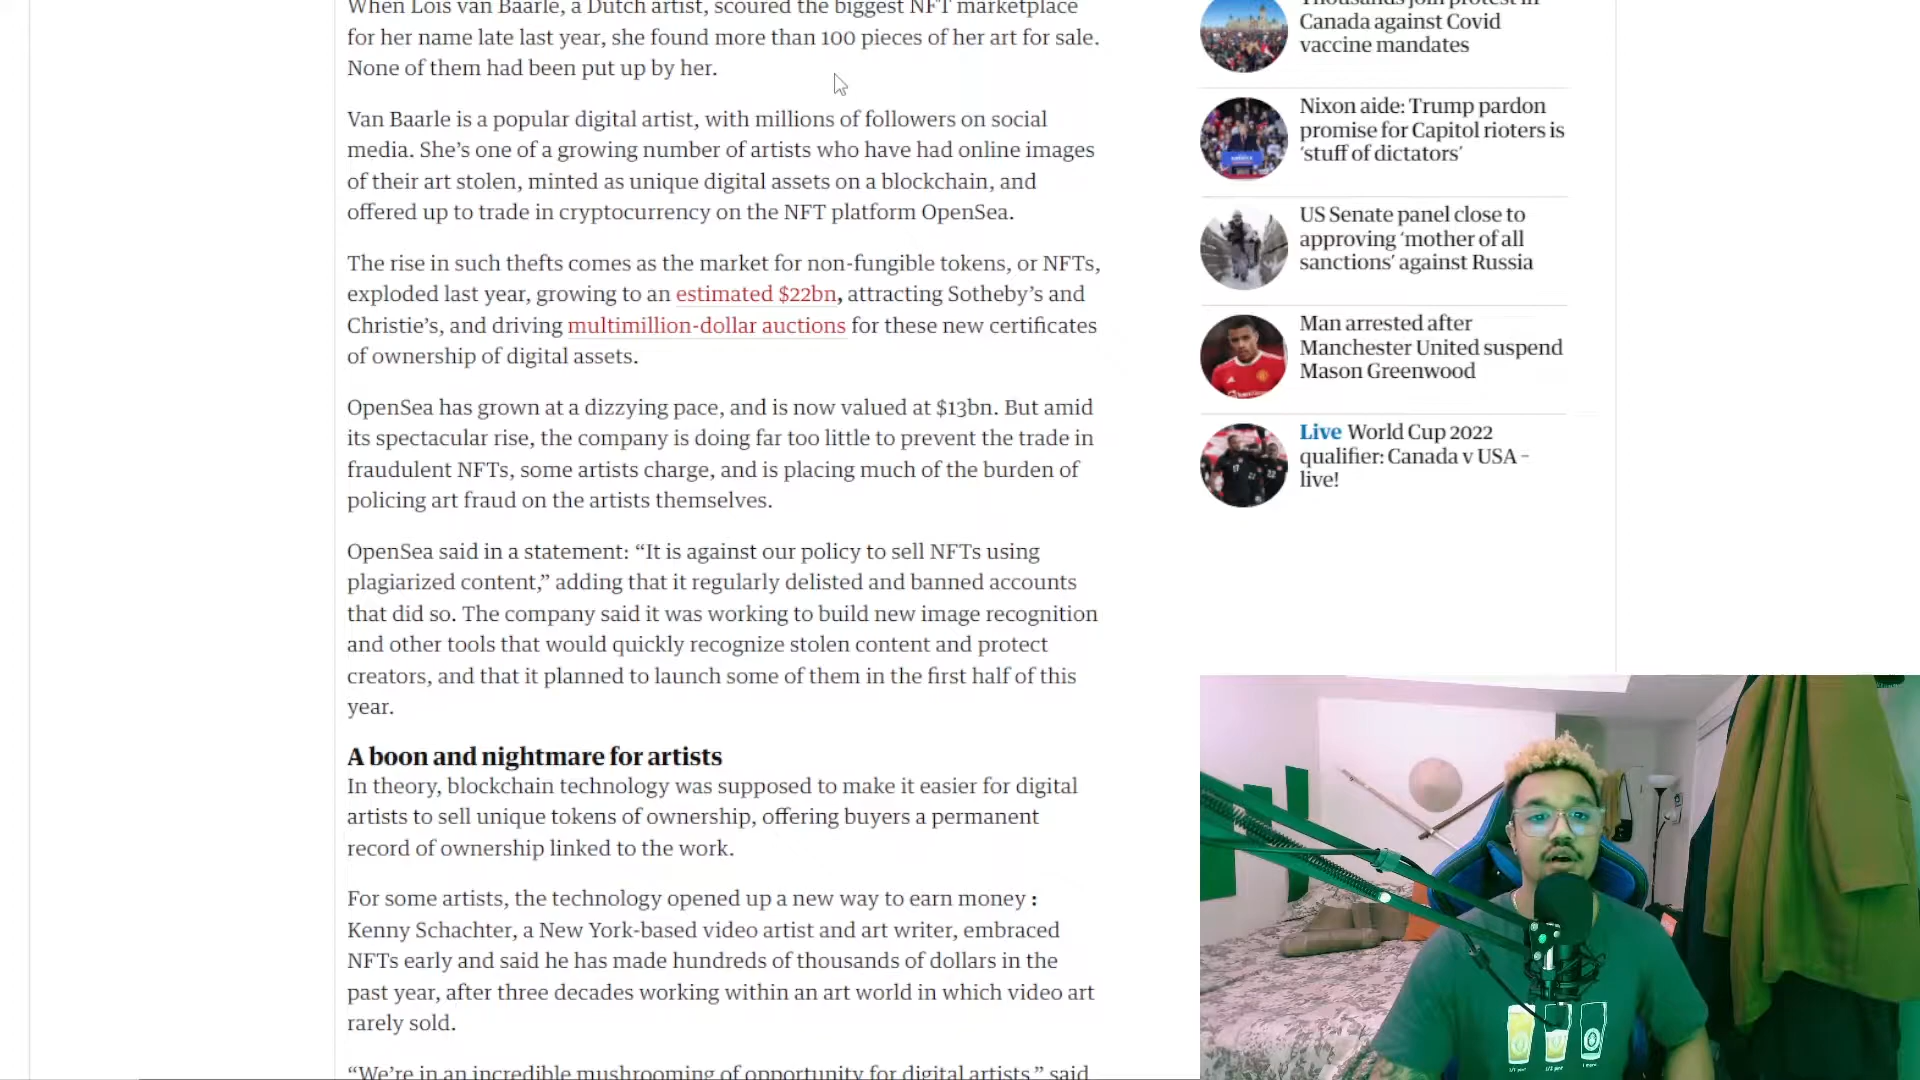 When Lois van Baarle, a Dutch artist, scoured the biggest NFT marketplace
for her name late last year, she found more than 100 pieces of her art for sale.
None of them had been put up by her.
Van Baarle is a popular digital artist, with millions of followers on social
media. She’s one of a growing number of artists who have had online images
of their art stolen, minted as unique digital assets on a blockchain, and
offered up to trade in cryptocurrency on the NFT platform OpenSea.
The rise in such thefts comes as the market for non-fungible tokens, or NFTs,
exploded last year, growing to an estimated $22bn, attracting Sotheby’s and
Christie’s, and driving multimillion-dollar auctions for these new certificates
of ownership of digital assets.
OpenSea has grown at a dizzying pace, and is now valued at $13bn. But amid
its spectacular rise, the company is doing far too little to prevent the trade in
fraudulent NFTs, some artists charge, and is placing much of the burden of
policing art fraud on the artists themselves.
OpenSea said in a statement: “It is against our policy to sell NFTs using
plagiarized content,” adding that it regularly delisted and banned accounts
that did so. The company said it was working to build new image recognition
and other tools that would quickly recognize stolen content and protect
creators, and that it planned to launch some of them in the first half of this
year.
A boon and nightmare for artists
In theory, blockchain technology was supposed to make it easier for digital
artists to sell unique tokens of ownership, offering buyers a permanent
record of ownership linked to the work.
For some artists, the technology opened up a new way to earn money :
Kenny Schachter, a New York-based video artist and art writer, embraced
NFTs early and said he has made hundreds of thousands of dollars in the
past year, after three decades working within an art world in which video art
rarely sold.
“We’re in an incredible mushrooming of opportunity for digital artists,” said
Thousands join protest in
Canada against Covid
vaccine mandates
Nixon aide: Trump pardon
promise for Capitol rioters is
‘stuff of dictators’
US Senate panel close to
approving ‘mother of all
sanctions’ against Russia
Man arrested after
Manchester United suspend
Mason Greenwood
Live World Cup 2022
qualifier: Canada v USA –
live!